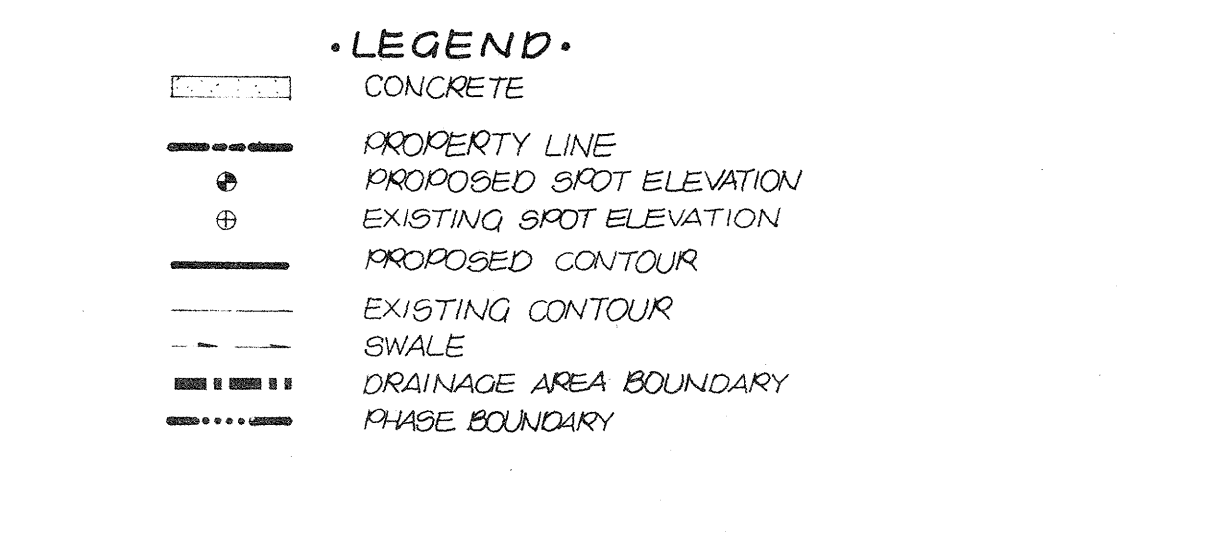 • LEGEND •
CONCRETE
PROPERTY LINE
PROPOSED SPOT ELEVATION
EXISTING SPOT ELEVATION
PROPOSED CONTOUR
EXISTING CONTOUR
SWALE
DRAINAGE AREA BOUNDARY
PHASE BOUNDARY